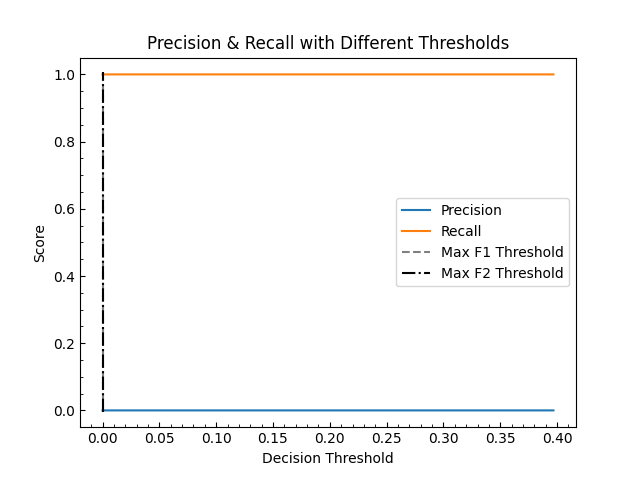 Precision & Recall with Different Thresholds
1.0
0.8
0.6
0.4
0.2
0.0
Score
Precision
Recall
Max F1 Threshold
Max F2 Threshold
0.00 0.05 0.10 0.15 0.20 0.25 0.30 0.35 0.40
Decision Threshold